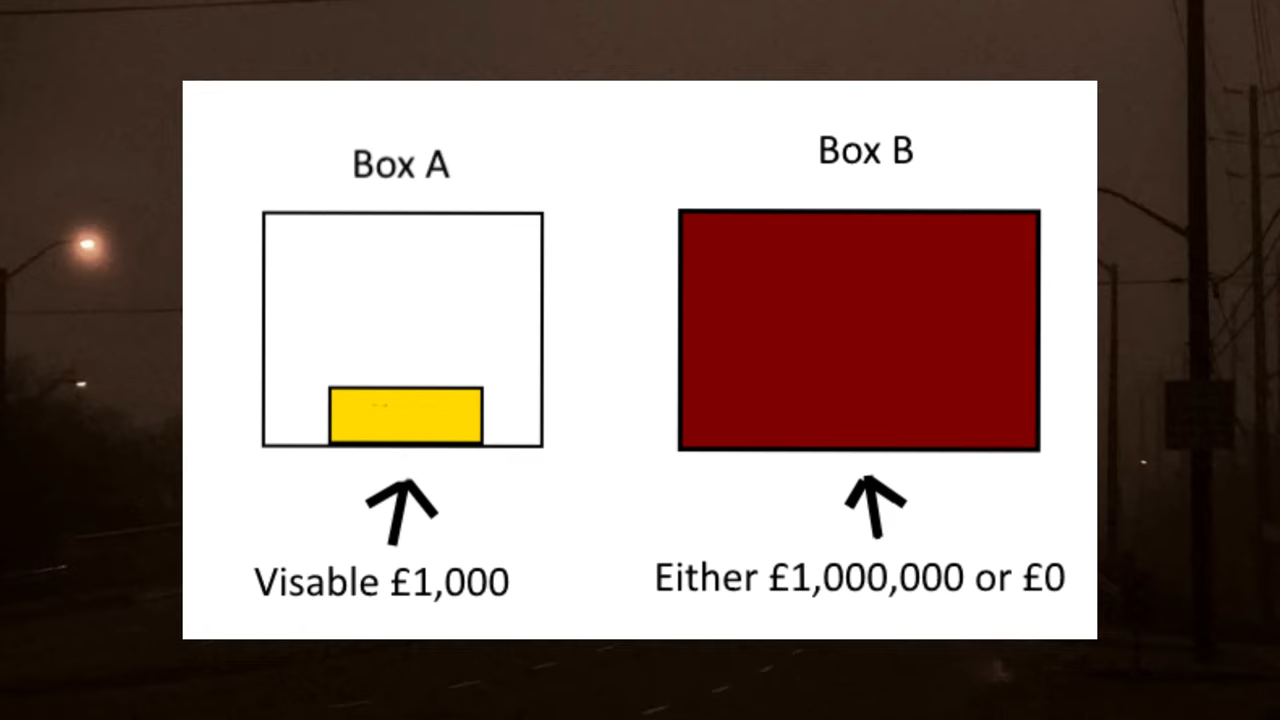 Box A
Box B
Visable £1,000
Either £1,000,000 or £0